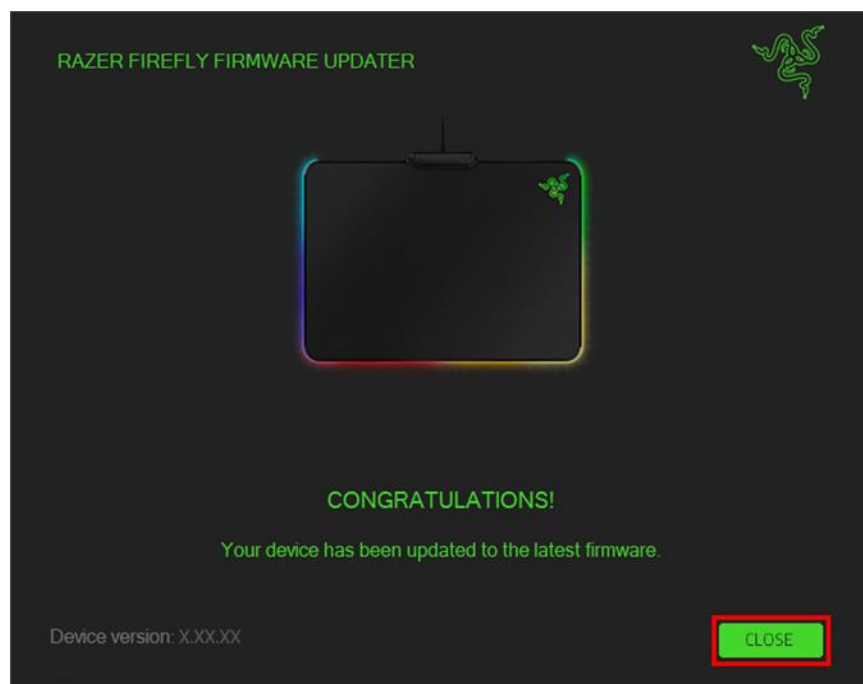 RAZER FIREFLY FIRMWARE UPDATER
CONGRATULATIONS!
Your device has been updated to the latest firmware.
Device version: X.XX.XX
CLOSE